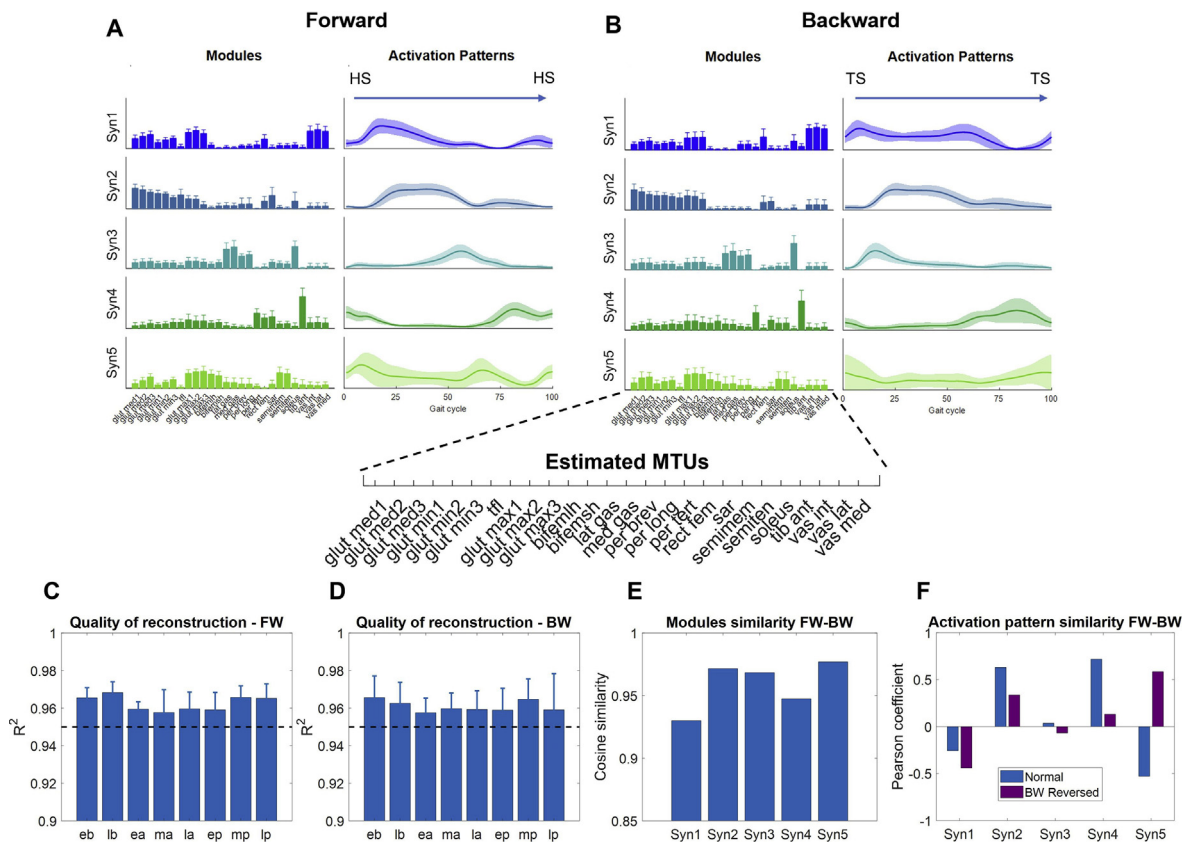 Forward
Backward
A
B
Modules
Activation Patterns
Modules
Activation Patterns
HS
HS
TS
TS
Syn1
Syn2
Syn3
Syn4
Syn5
Syn1
Syn2
Syn3
Syn4
Syn5
glut med1
glut med2
0
25
50
75
100
Gait cycle
glut med1
glut med2
0
25
50
75
100
Gait cycle
Estimated MTUs
glut med1
glut med2
glut med3
glut min1
glut min2
glut min3
tfl
glut max1
glut max2
glut max3
bifemlh
bifemsh
lat gas
med gas
per brev
per long
per tert
rect fem
sar
semimem
semiten
soleus
tib ant
vas int
vas lat
vas med
C
D
E
F
Quality of reconstruction - FW
R2
1
0.98
0.96
0.94
0.92
0.9
eb lb ea ma la ep mp lp
Quality of reconstruction - BW
R2
1
0.98
0.96
0.94
0.92
0.9
eb lb ea ma la ep mp lp
Modules similarity FW-BW
Cosine similarity
1
0.95
0.9
0.85
Syn1 Syn2 Syn3 Syn4 Syn5
Activation pattern similarity FW-BW
Pearson coefficient
1
0.5
0
-0.5
-1
Normal
BW Reversed
Syn1 Syn2 Syn3 Syn4 Syn5